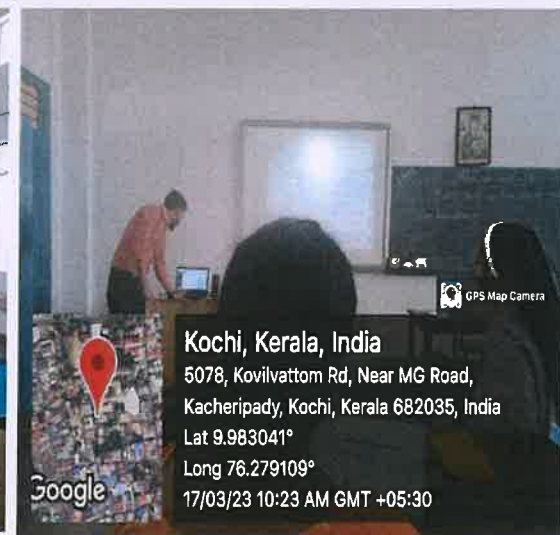 GPS Map Camera
Kochi, Kerala, India
5078, Kovilvattom Rd, Near MG Road,
Kacheripady, Kochi, Kerala 682035, India
Lat 9.983041°
Long 76.279109°
17/03/23 10:23 AM GMT +05:30
Google